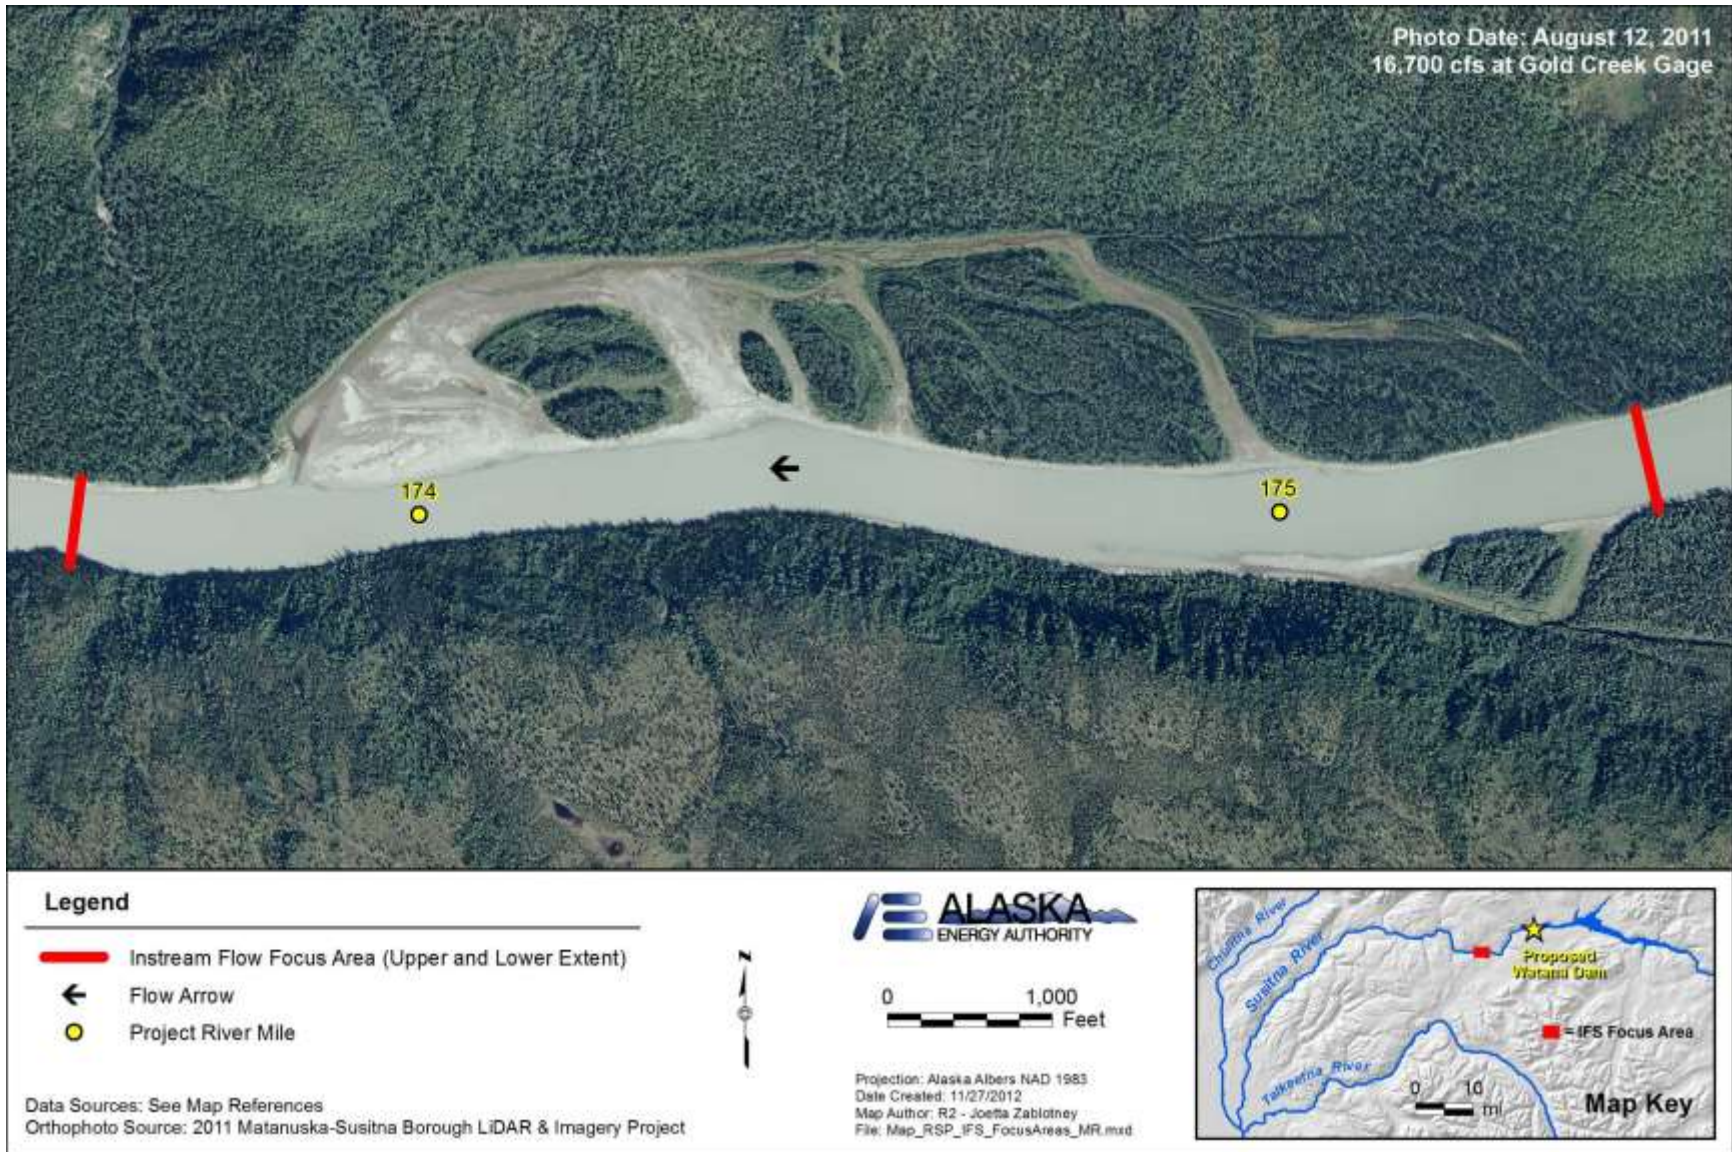 Photo Date: August 12, 2011
16,700 cfs at Gold Creek Gage
174
175
Legend
Instream Flow Focus Area (Upper and Lower Extent)
Flow Arrow
Project River Mile
Data Sources: See Map References
Orthophoto Source: 2011 Matanuska-Susitna Borough LiDAR & Imagery Project
N
ALASKA
ENERGY AUTHORITY
0 1,000
Feet
Projection: Alaska Albers NAD 1983
Date Created: 11/27/2012
Map Author: R2 - Joetta Zablotney
File: Map_RSP_IFS_FocusAreas_MR.mxd
Chulitna River
Susitna River
Proposed
Watana Dam
= IFS Focus Area
Talkeetna River
0 10
mi
Map Key